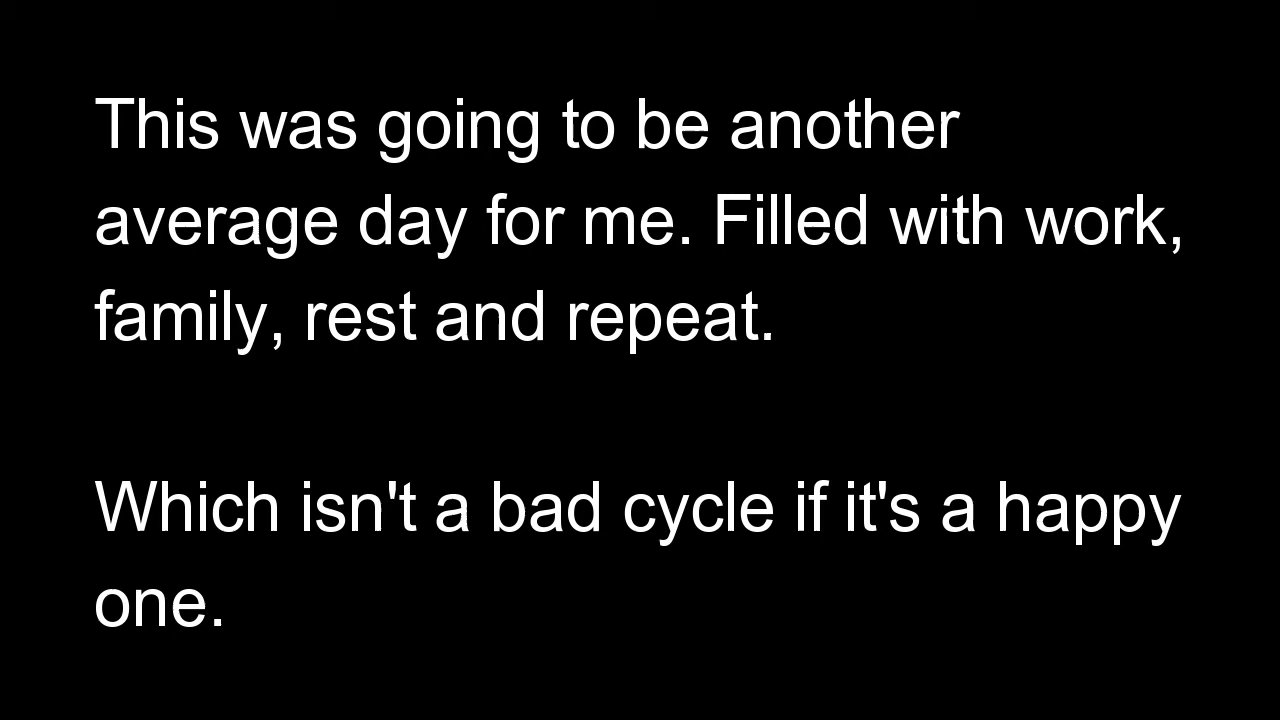 This was going to be another
average day for me. Filled with work,
family, rest and repeat.
Which isn't a bad cycle if it's a happy
one.